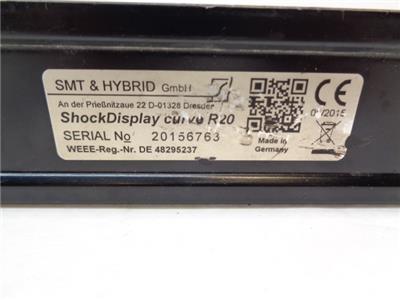 SMT & HYBRID GmbH
An der Prießnitzaue 22 D-01328 Dresden
ShockDisplay curve R20
SERIAL No 20156763
WEEE-Reg.-Nr. DE 48295237
Made in
Germany
CE
/2015